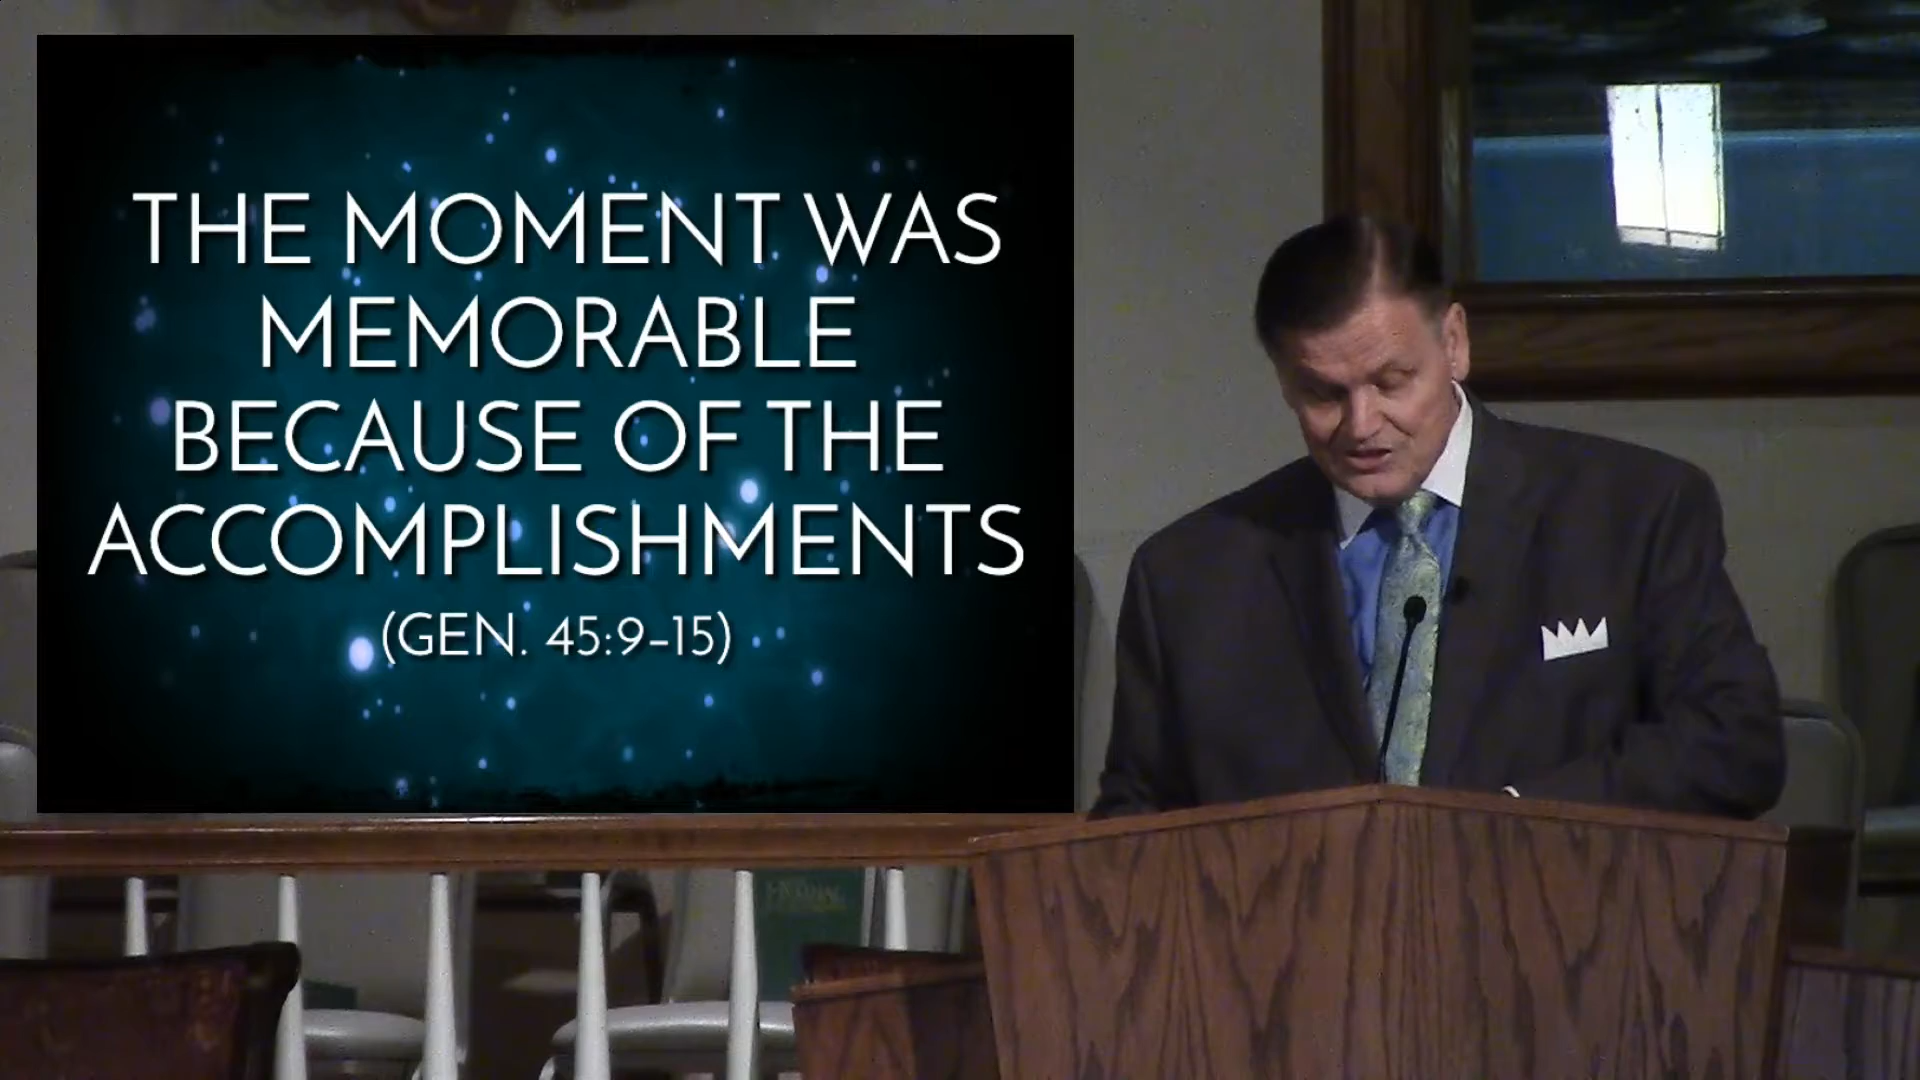 THE MOMENT WAS
MEMORABLE
BECAUSE OF THE
ACCOMPLISHMENTS
(GEN. 45:9-15)